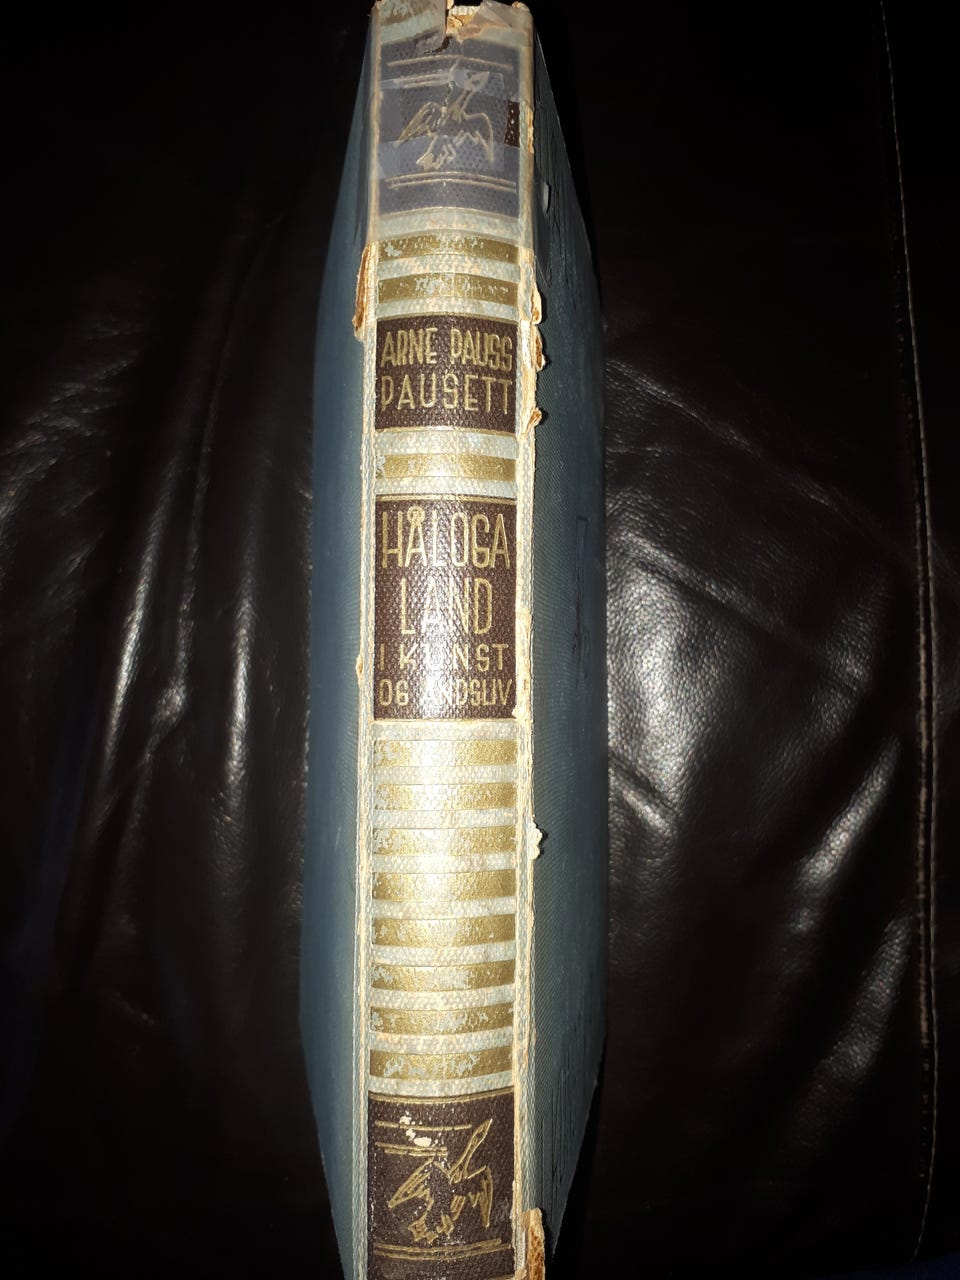 ARNE PAUSS
PAUSETT
HÅLOGA
LAND
I KUNST
OG ÅNDSLIV